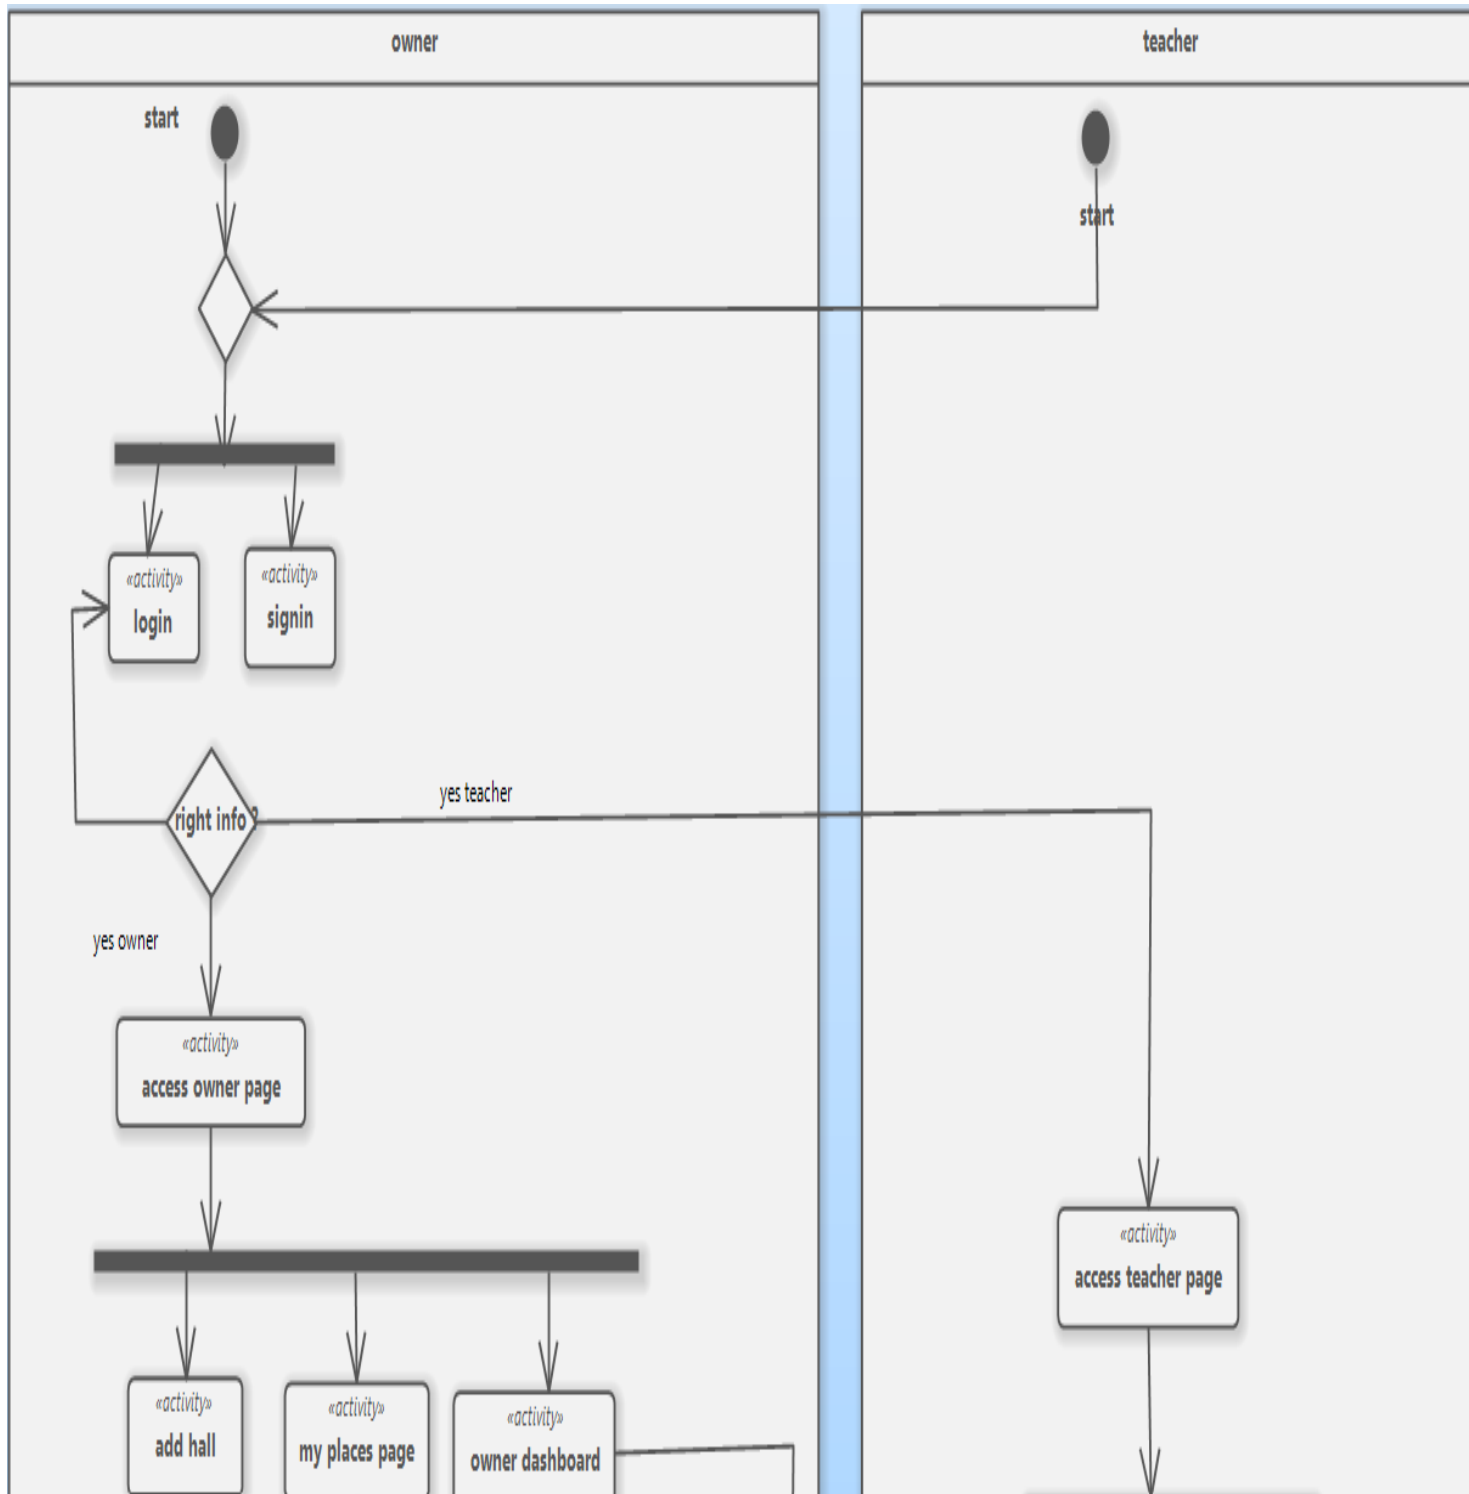 owner
teacher
start
start
«activity»
login
«activity»
signin
yes teacher
right info ?
yes owner
«activity»
access owner page
«activity»
access teacher page
«activity»
add hall
«activity»
my places page
«activity»
owner dashboard